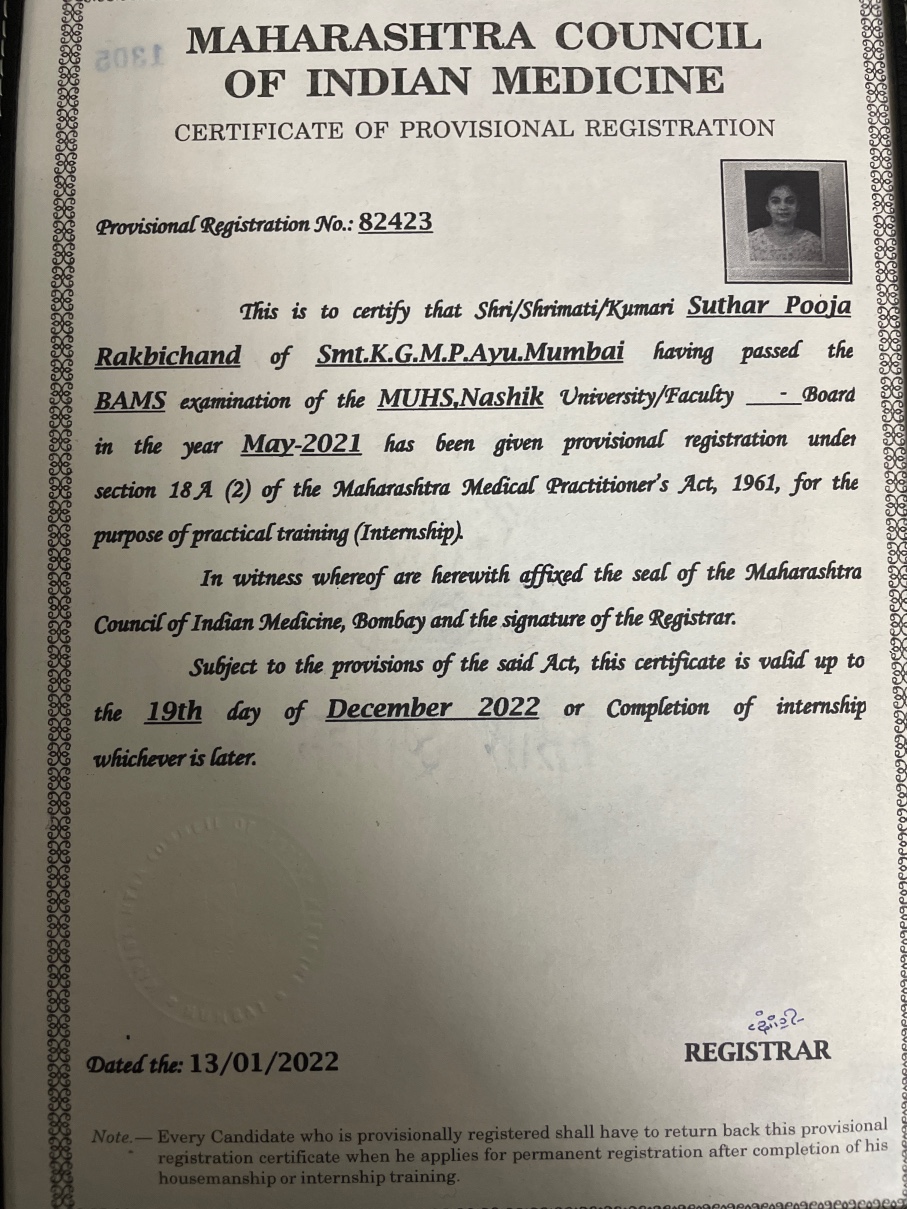 1305
MAHARASHTRA COUNCIL
OF INDIAN MEDICINE
CERTIFICATE OF PROVISIONAL REGISTRATION
Provisional Registration No.: 82423
This is to certify that Shri/Shrimati/Kumari Suthar Pooja
Rakbichand of Smt.K.G.M.P.Ayu.Mumbai having passed the
BAMS examination of the MUHS,Nashik University/Faculty - Board
in the year May-2021 has been given provisional registration under
section 18A (2) of the Maharashtra Medical Practitioner's Act, 1961, for the
purpose of practical training (Internship).
In witness whereof are herewith affixed the seal of the Maharashtra
Council of Indian Medicine, Bombay and the signature of the Registrar.
Subject to the provisions of the said Act, this certificate is valid up to
the 19th day of December 2022 or Completion of internship
whichever is later.
Dated the: 13/01/2022
REGISTRAR
Note.— Every Candidate who is provisionally registered shall have to return back this provisional
registration certificate when he applies for permanent registration after completion of his
housemanship or internship training.